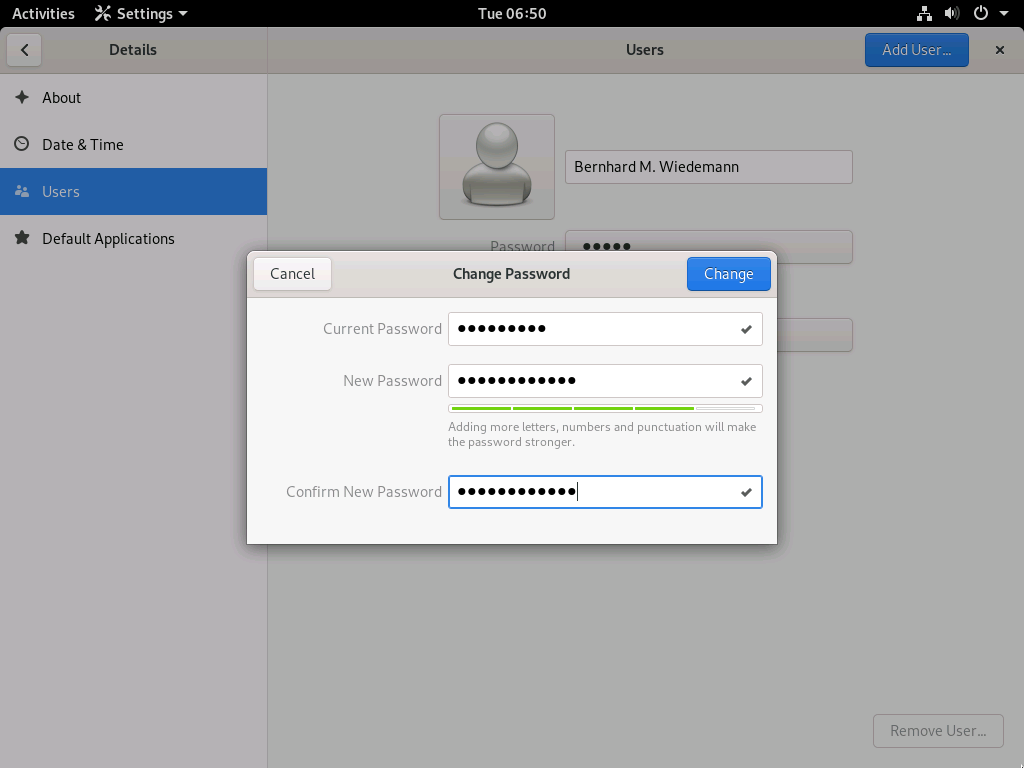 Activities Settings Tue 06:50
Details Users Add User...
About
Date & Time
Users
Default Applications
Bernhard M. Wiedemann
Password ●●●●●
Cancel Change Password Change
Current Password ●●●●●●●●●
New Password ●●●●●●●●●●●●
Adding more letters, numbers and punctuation will make
the password stronger.
Confirm New Password ●●●●●●●●●●●●
Remove User...